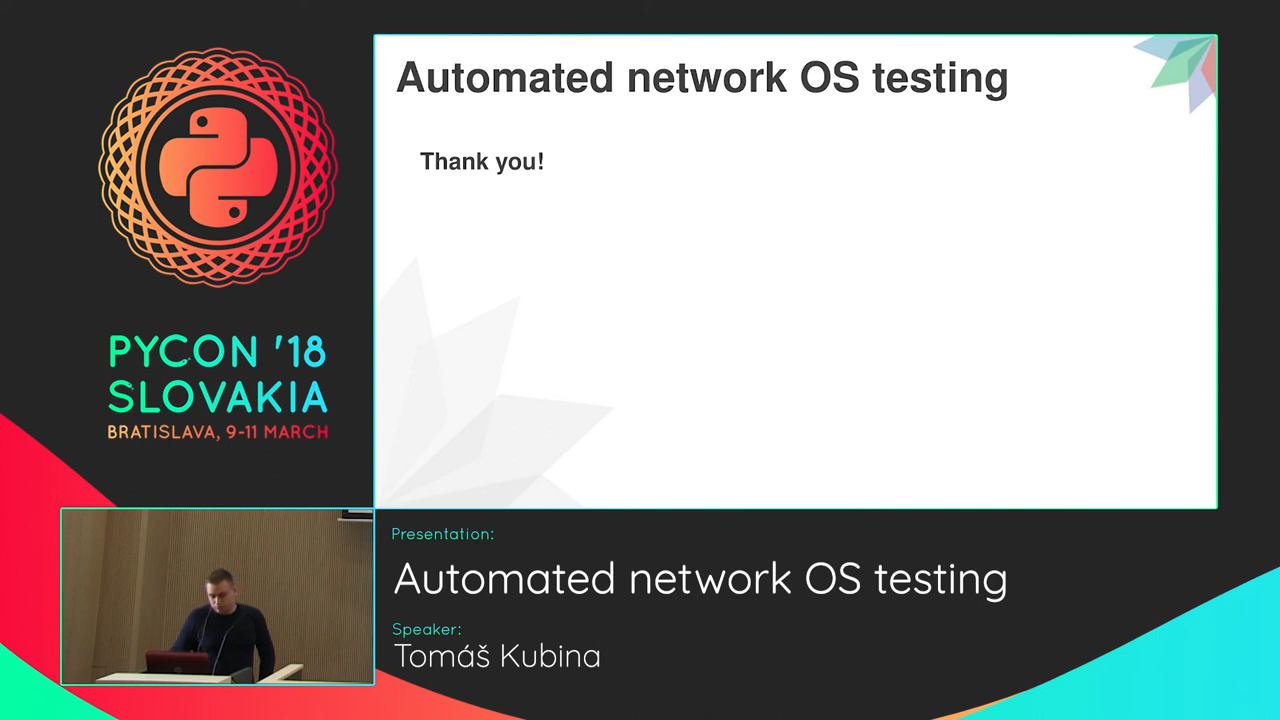 Automated network OS testing
Thank you!
PYCON '18
SLOVAKIA
BRATISLAVA, 9-11 MARCH
Presentation:
Automated network OS testing
Speaker:
Tomáš Kubina